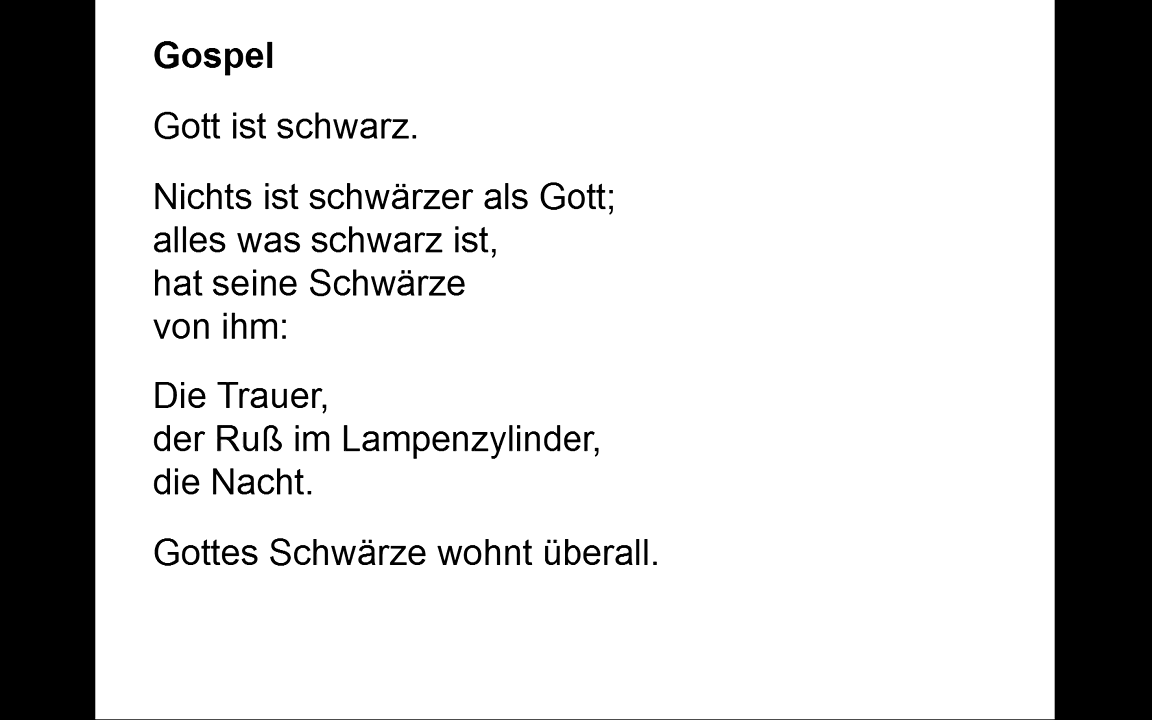 Gospel
Gott ist schwarz.
Nichts ist schwärzer als Gott;
alles was schwarz ist,
hat seine Schwärze
von ihm:
Die Trauer,
der Ruß im Lampenzylinder,
die Nacht.
Gottes Schwärze wohnt überall.